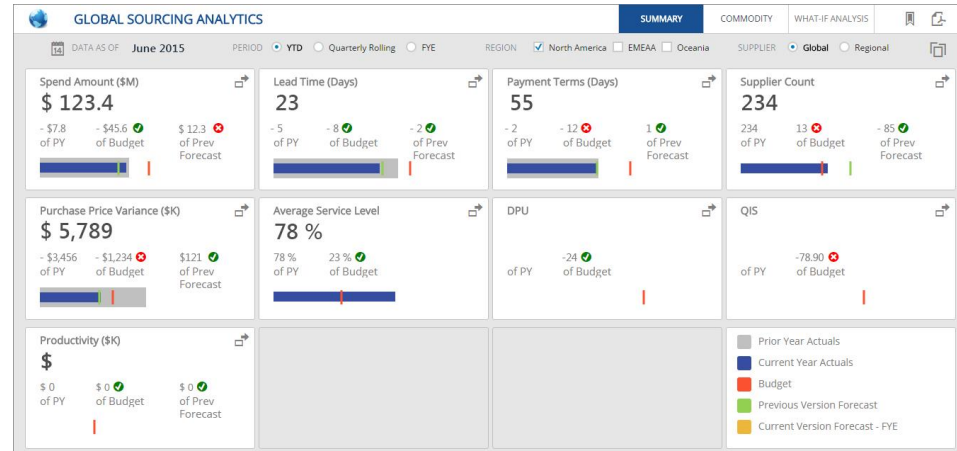 GLOBAL SOURCING ANALYTICS
SUMMARY
COMMODITY
WHAT-IF ANALYSIS
14
DATA AS OF June 2015
PERIOD YTD Quarterly Rolling FYE
REGION North America EMEAA Oceania
SUPPLIER Global Regional
Spend Amount ($M)
$ 123.4
- $7.8 - $45.6 $ 12.3
of PY of Budget of Prev
Forecast
Lead Time (Days)
23
- 5 - 8 - 2
of PY of Budget of Prev
Forecast
Payment Terms (Days)
55
- 2 - 12 1
of PY of Budget of Prev
Forecast
Supplier Count
234
234 13 - 85
of PY of Budget of Prev
Forecast
Purchase Price Variance ($K)
$ 5,789
- $3,456 - $1,234 $121
of PY of Budget of Prev
Forecast
Average Service Level
78 %
78 % 23 %
of PY of Budget
DPU
-24
of PY of Budget
QIS
-78.90
of PY of Budget
Productivity ($K)
$
$ 0 $ 0 $ 0
of PY of Budget of Prev
Forecast
Prior Year Actuals
Current Year Actuals
Budget
Previous Version Forecast
Current Version Forecast - FYE